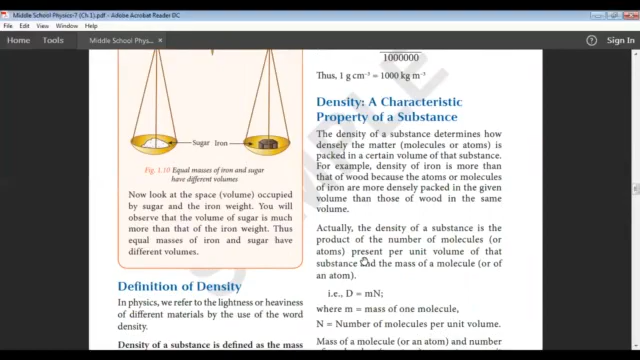 Middle School Physics-7 (Ch 1).pdf - Adobe Acrobat Reader DC
File Edit View Window Help
Home Tools Middle School Phys... × Sign In
Sugar Iron
Fig. 1.10 Equal masses of iron and sugar
have different volumes
Now look at the space (volume) occupied
by sugar and the iron weight. You will
observe that the volume of sugar is much
more than that of the iron weight. Thus
equal masses of iron and sugar have
different volumes.
Definition of Density
In physics, we refer to the lightness or heaviness
of different materials by the use of the word
density.
Density of a substance is defined as the mass
1000000
Thus, 1 g cm⁻³ = 1000 kg m⁻³
Density: A Characteristic
Property of a Substance
The density of a substance determines how
densely the matter (molecules or atoms) is
packed in a certain volume of that substance.
For example, density of iron is more than
that of wood because the atoms or molecules
of iron are more densely packed in the given
volume than those of wood in the same
volume.
Actually, the density of a substance is the
product of the number of molecules (or
atoms) present per unit volume of that
substance and the mass of a molecule (or of
an atom).
i.e., D = mN;
where m = mass of one molecule,
N = Number of molecules per unit volume.
Mass of a molecule (or an atom) and number